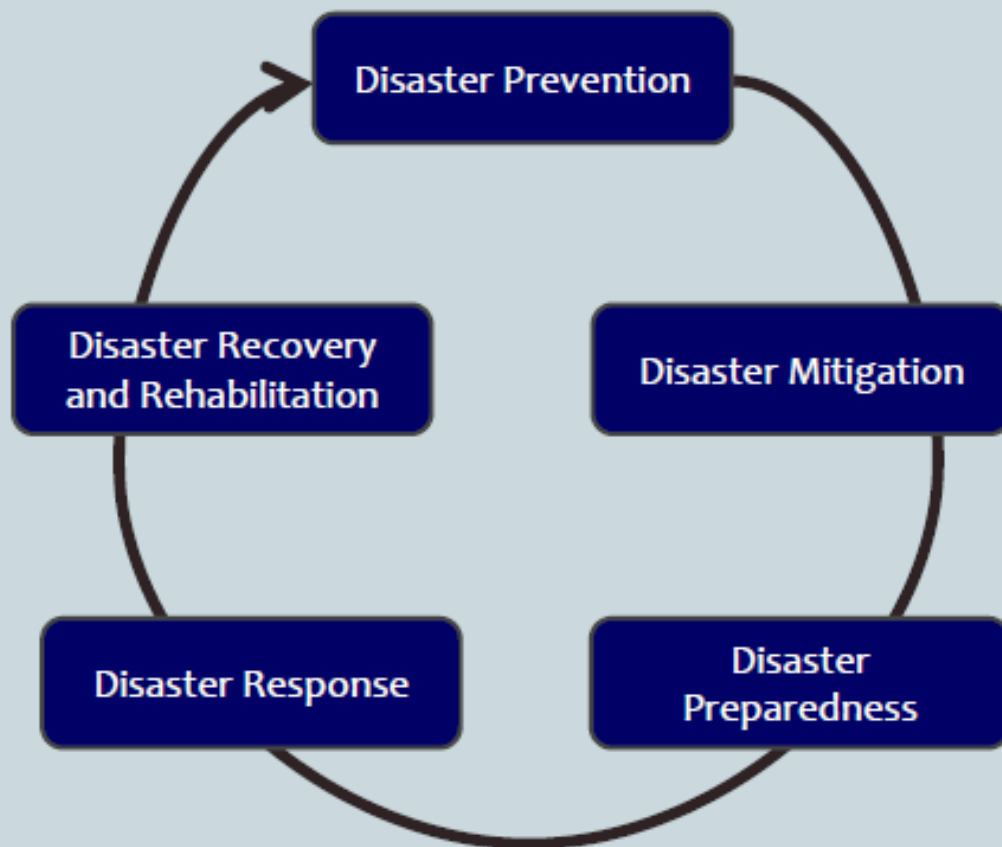 Disaster Prevention
Disaster Mitigation
Disaster
Preparedness
Disaster Response
Disaster Recovery
and Rehabilitation